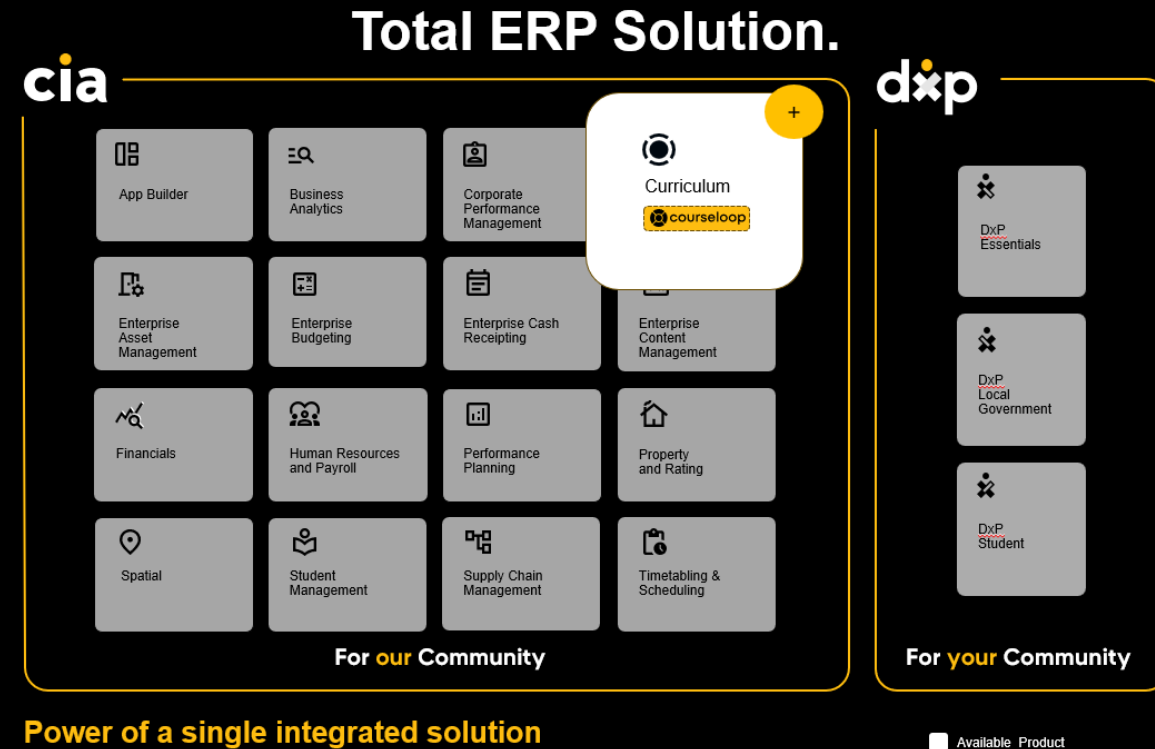 Total ERP Solution.
cia
App Builder
Business
Analytics
Corporate
Performance
Management
+
Curriculum
courseloop
Enterprise
Asset
Management
Enterprise
Budgeting
Enterprise Cash
Receipting
Enterprise
Content
Management
Financials
Human Resources
and Payroll
Performance
Planning
Property
and Rating
Spatial
Student
Management
Supply Chain
Management
Timetabling &
Scheduling
For our Community
dxp
DxP
Essentials
DxP
Local
Government
DxP
Student
For your Community
Power of a single integrated solution
Available Product